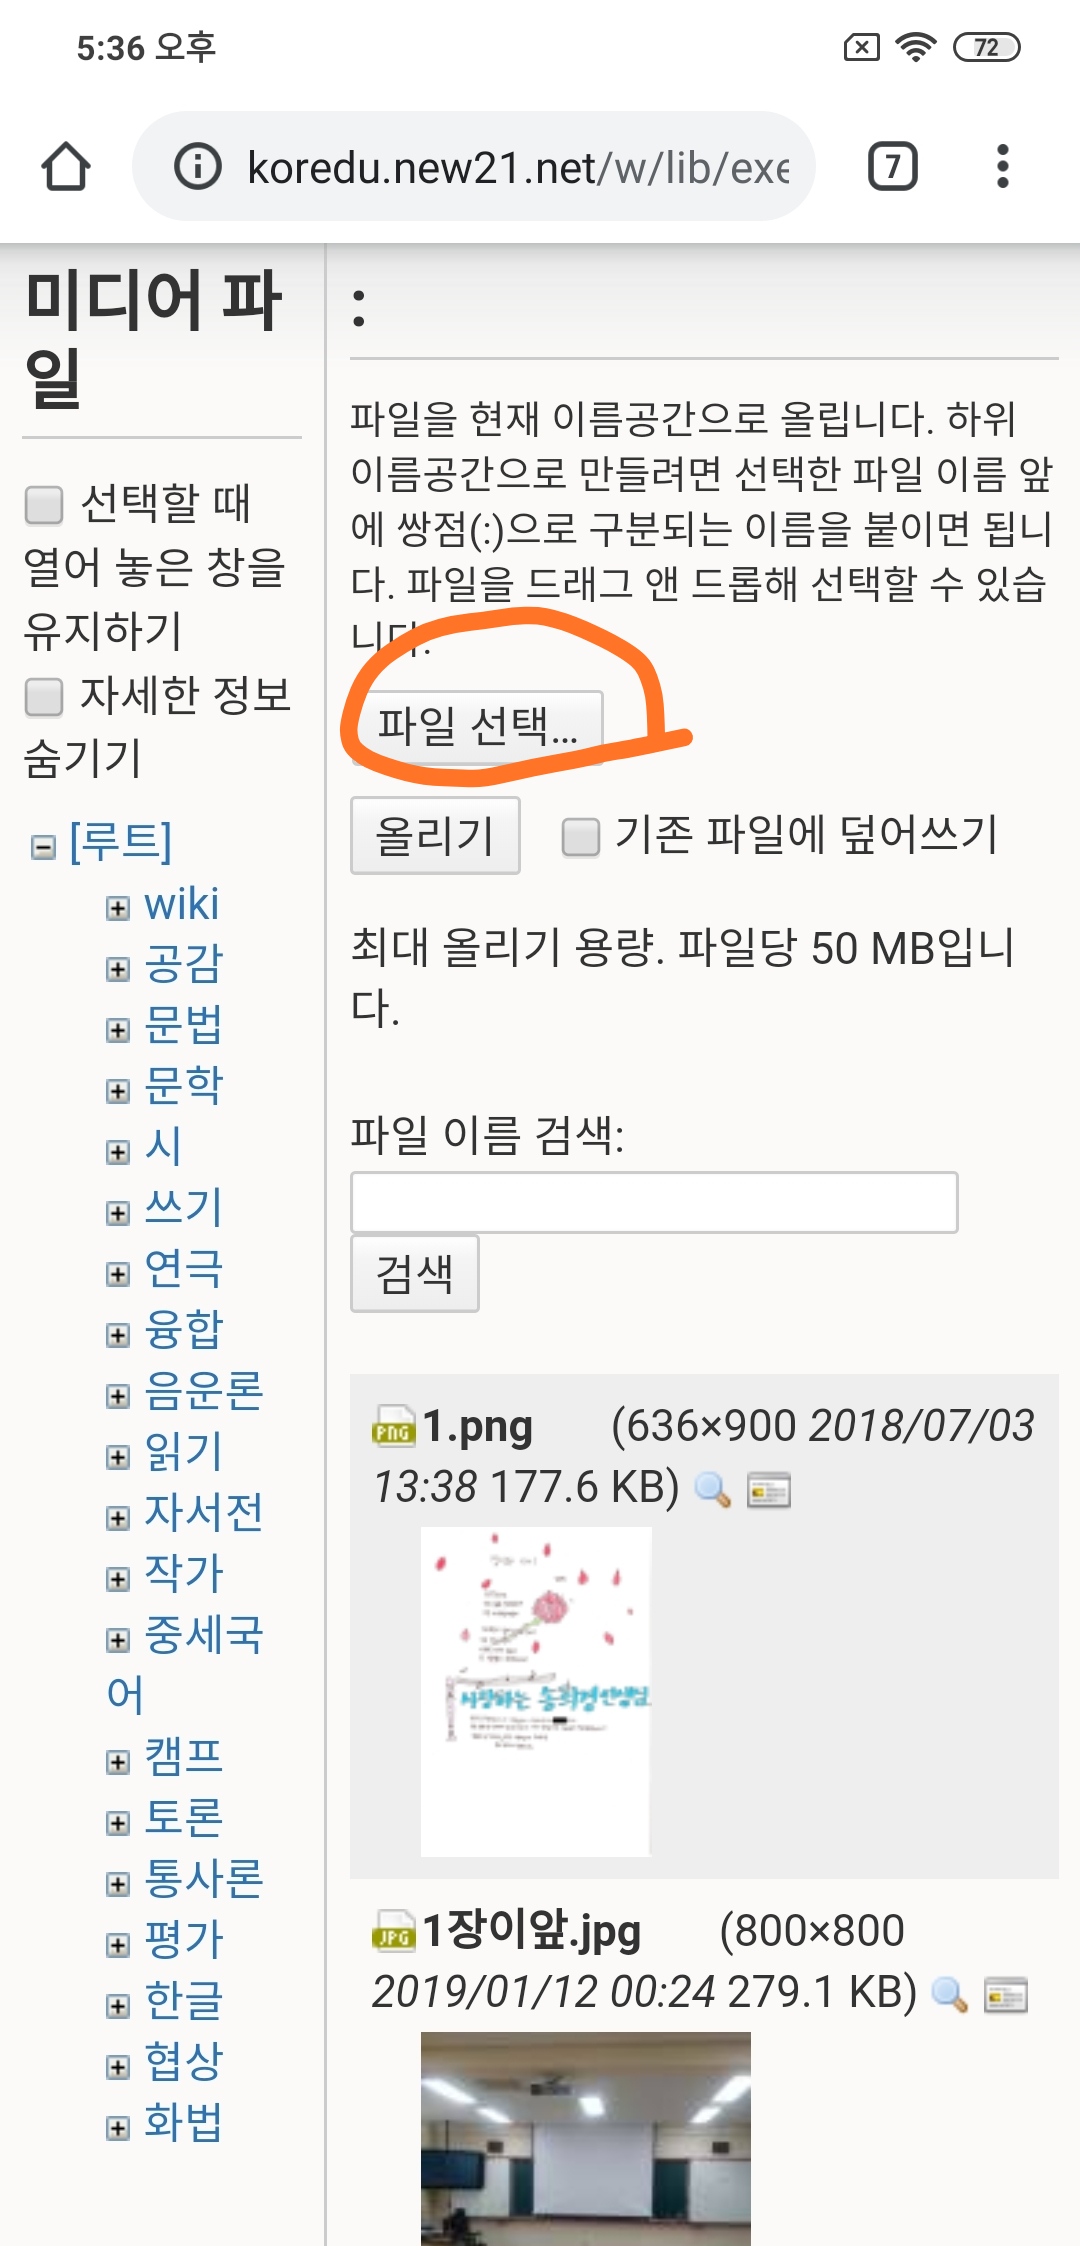 5:36 오후
72
koredu.new21.net/w/lib/exe
7
미디어 파
일
선택할 때
열어 놓은 창을
유지하기
자세한 정보
숨기기
[루트]
wiki
공감
문법
문학
시
쓰기
연극
융합
음운론
읽기
자서전
작가
중세국
어
캠프
토론
통사론
평가
한글
협상
화법
:
파일을 현재 이름공간으로 올립니다. 하위
이름공간으로 만들려면 선택한 파일 이름 앞
에 쌍점(:)으로 구분되는 이름을 붙이면 됩니
다. 파일을 드래그 앤 드롭해 선택할 수 있습
니다.
파일 선택...
올리기 기존 파일에 덮어쓰기
최대 올리기 용량. 파일당 50 MB입니
다.
파일 이름 검색:
검색
PNG 1.png (636×900 2018/07/03
13:38 177.6 KB)
JPG 1장이앞.jpg (800×800
2019/01/12 00:24 279.1 KB)